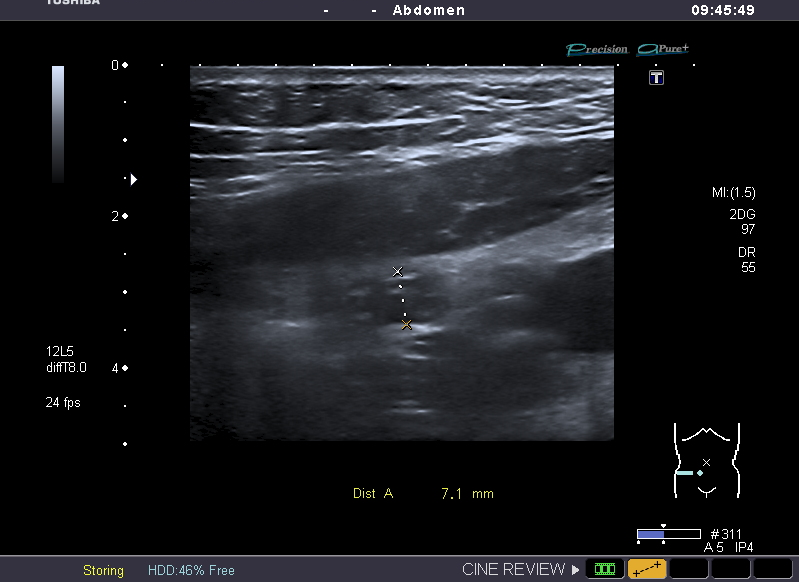 TOSHIBA
- - Abdomen 09:45:49
Precision APure+
T
0
2
4
MI:(1.5)
2DG
97
DR
55
12L5
diffT8.0
24 fps
Dist A 7.1 mm
#311
A 5 IP4
Storing HDD:46% Free CINE REVIEW